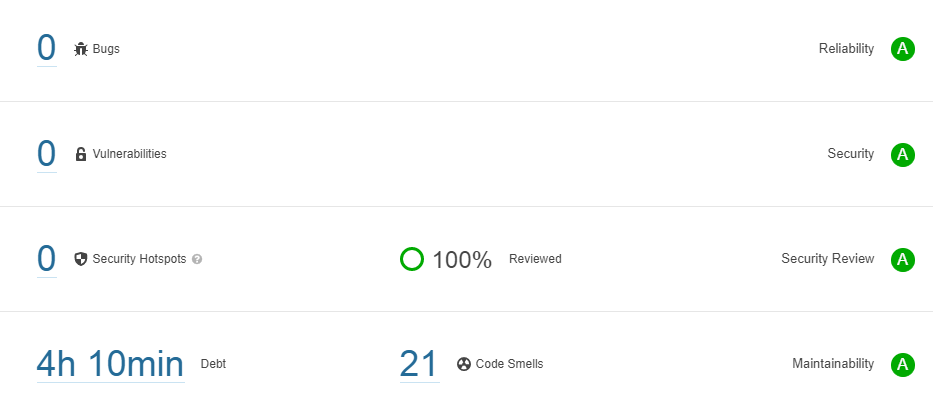 0 Bugs Reliability A
0 Vulnerabilities Security A
0 Security Hotspots ? 100% Reviewed Security Review A
4h 10min Debt 21 Code Smells Maintainability A